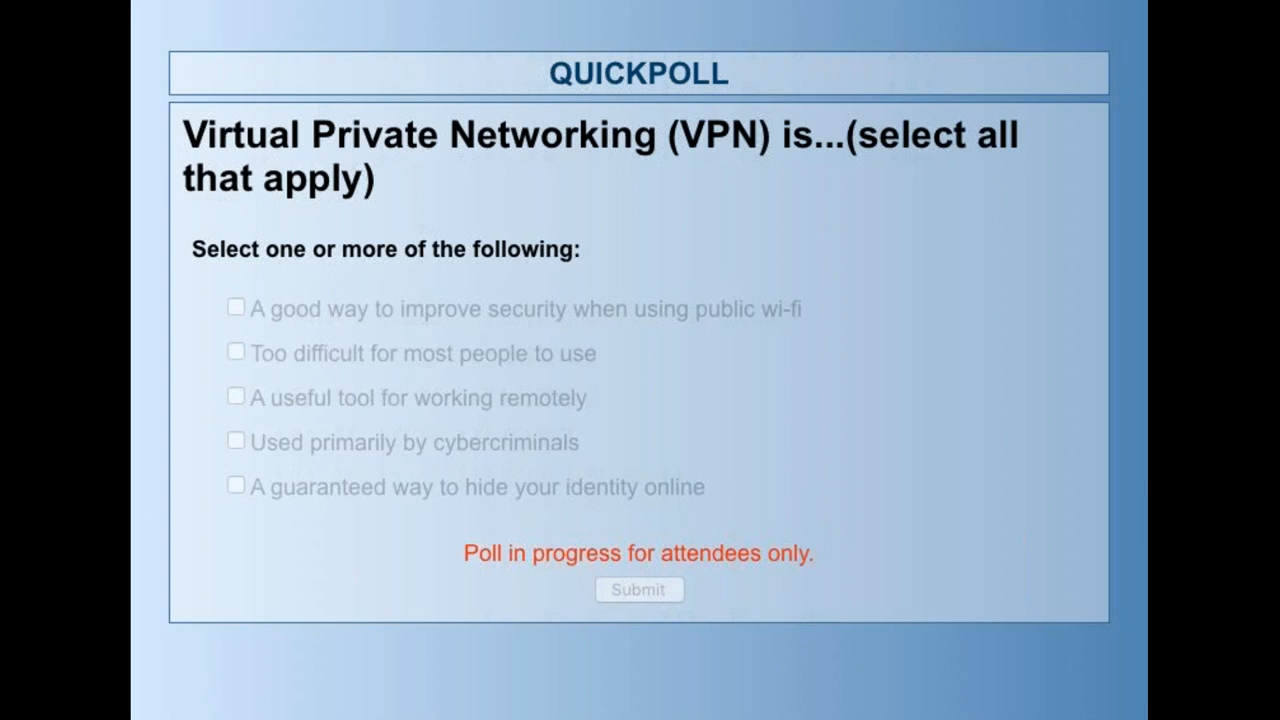 QUICKPOLL
Virtual Private Networking (VPN) is...(select all
that apply)
Select one or more of the following:
A good way to improve security when using public wi-fi
Too difficult for most people to use
A useful tool for working remotely
Used primarily by cybercriminals
A guaranteed way to hide your identity online
Poll in progress for attendees only.
Submit